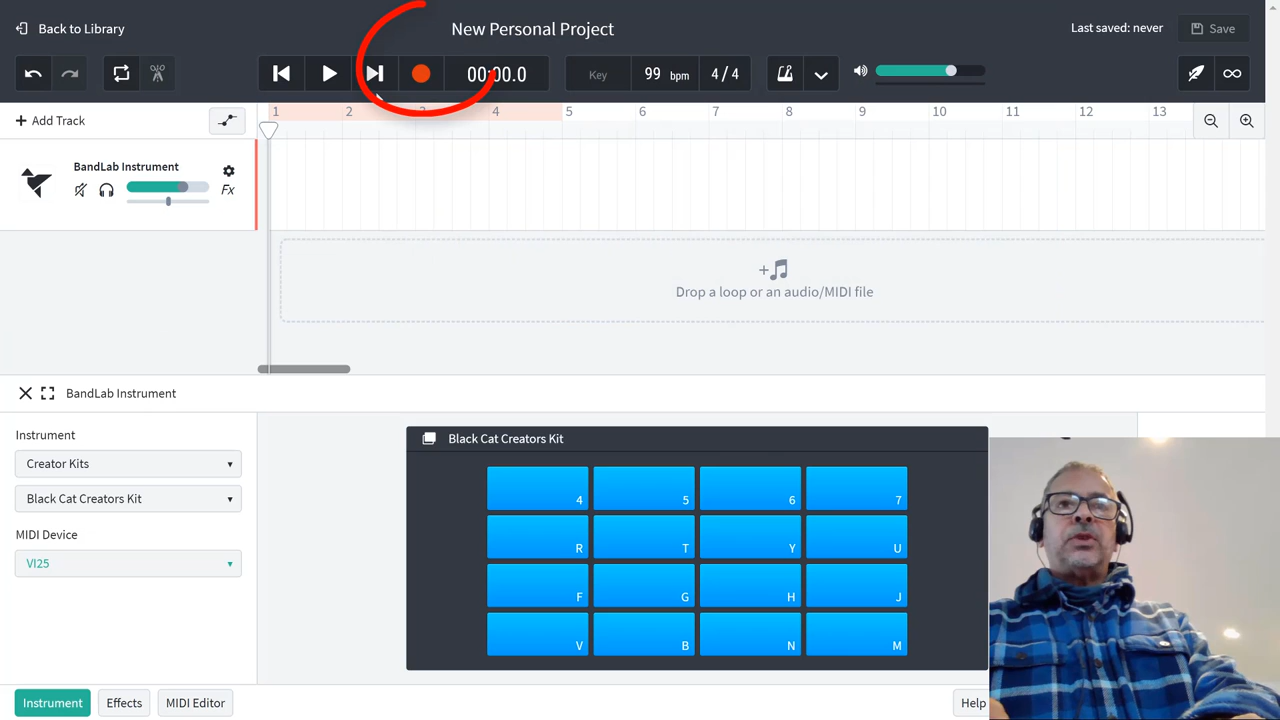 Back to Library
New Personal Project
Last saved: never
Save
00:00.0
Key
99 bpm
4 / 4
+ Add Track
1 2 3 4 5 6 7 8 9 10 11 12 13
BandLab Instrument
Fx
Drop a loop or an audio/MIDI file
BandLab Instrument
Instrument
Creator Kits
Black Cat Creators Kit
MIDI Device
VI25
Black Cat Creators Kit
4 5 6 7
R T Y U
F G H J
V B N M
Instrument
Effects
MIDI Editor
Help